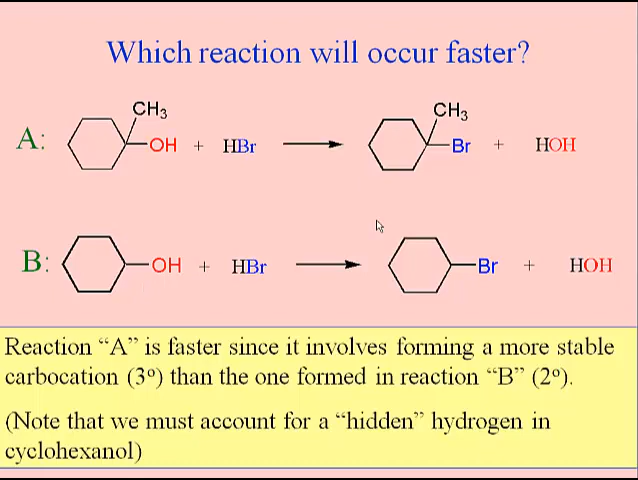 Which reaction will occur faster?
A: CH₃ OH + HBr CH₃ Br + HOH
B: OH + HBr Br + HOH
Reaction “A” is faster since it involves forming a more stable
carbocation (3º) than the one formed in reaction “B” (2º).
(Note that we must account for a “hidden” hydrogen in
cyclohexanol)